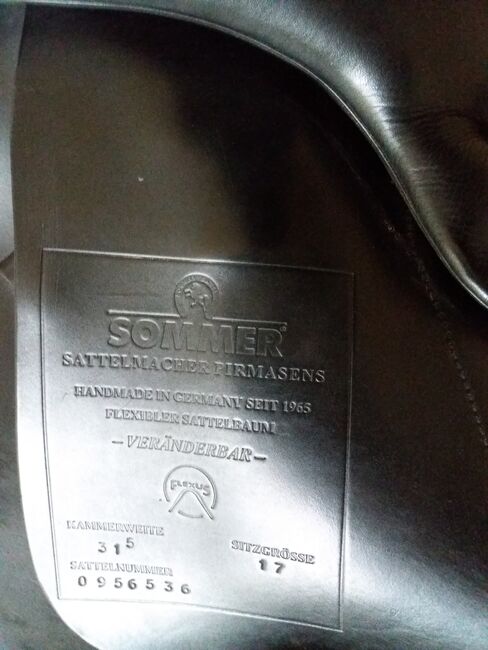 SOMMER®
SATTELMACHER PIRMASENS
HANDMADE IN GERMANY SEIT 1965
FLEXIBLER SATTELBAUM
—VERÄNDERBAR—
FLEXUS
KAMMERWEITE
31⁵
SITZGRÖSSE
17
SATTELNUMMER
0956536